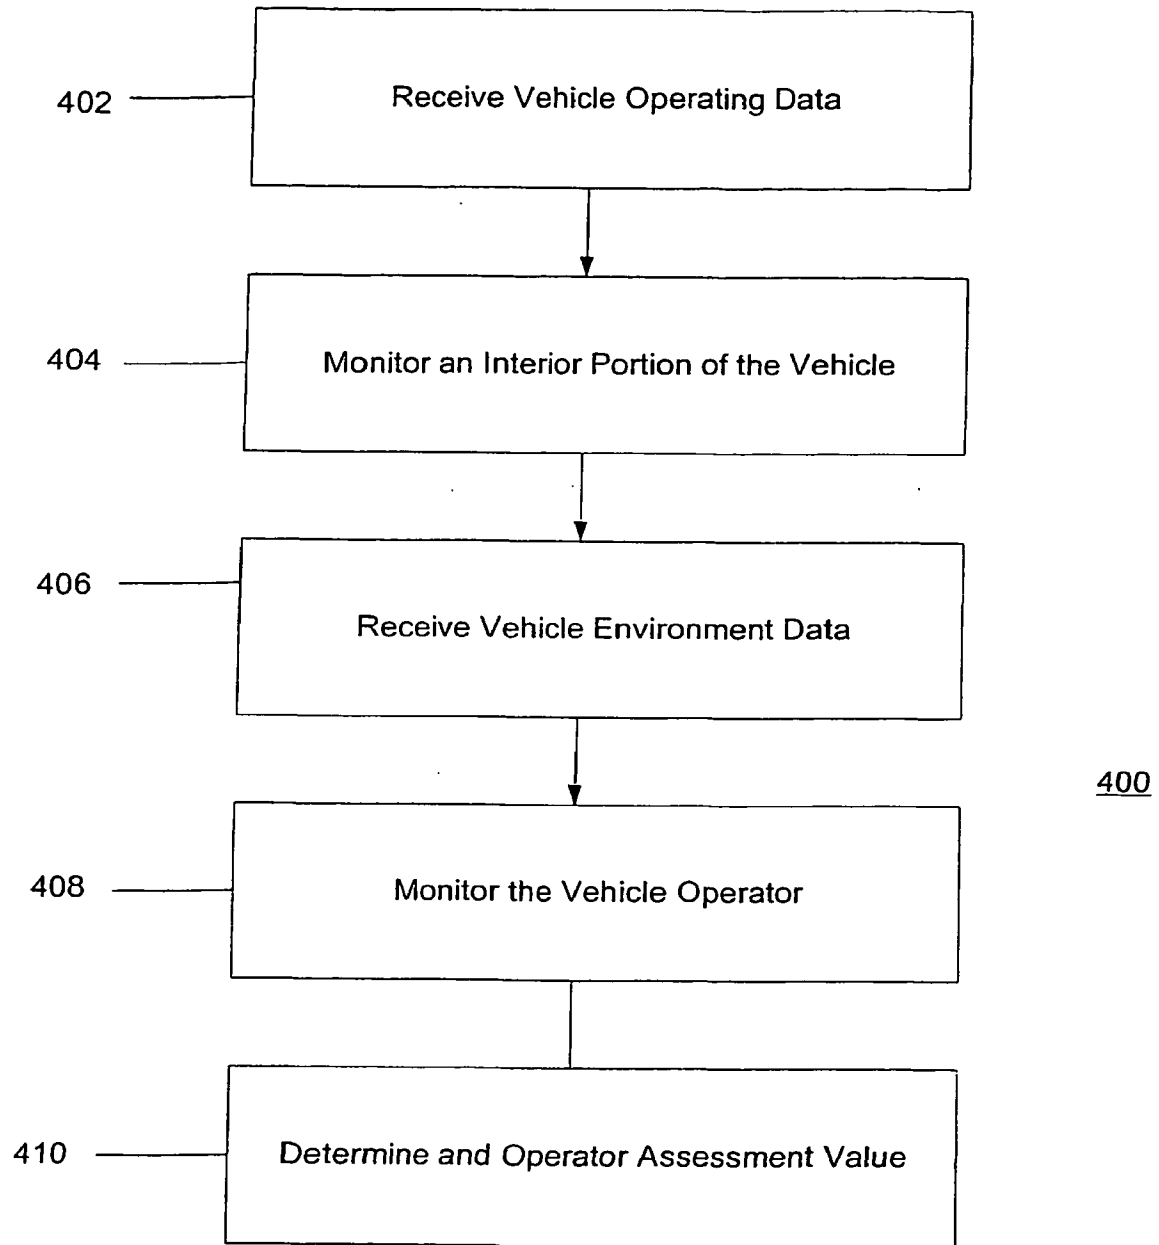 402
Receive Vehicle Operating Data
404
Monitor an Interior Portion of the Vehicle
406
Receive Vehicle Environment Data
400
408
Monitor the Vehicle Operator
410
Determine and Operator Assessment Value